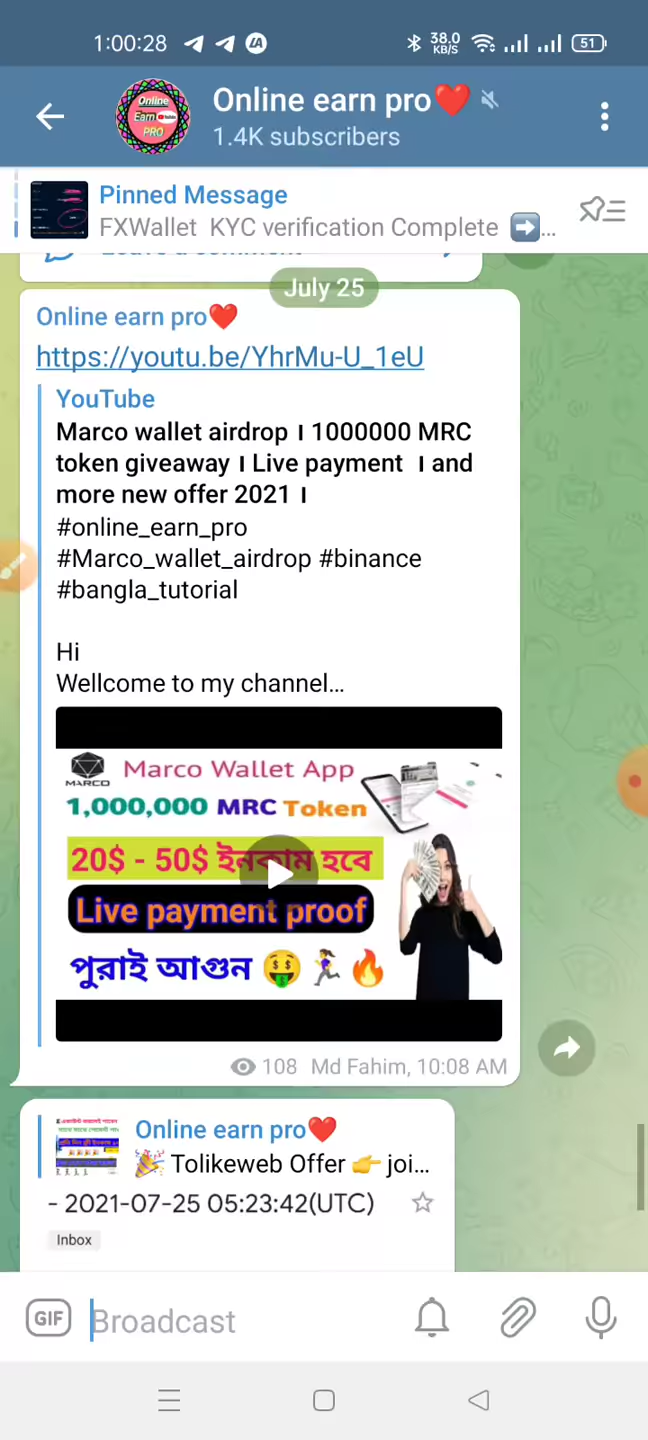 1:00:28
38.0
KB/S
51
Online earn pro❤️
1.4K subscribers
Online
Earn
PRO
Pinned Message
FXWallet KYC verification Complete ➡️...
July 25
Online earn pro❤️
https://youtu.be/YhrMu-U_1eU
YouTube
Marco wallet airdrop । 1000000 MRC
token giveaway । Live payment । and
more new offer 2021 ।
#online_earn_pro
#Marco_wallet_airdrop #binance
#bangla_tutorial
Hi
Wellcome to my channel...
MARCO
Marco Wallet App
1,000,000 MRC Token
20$ - 50$ ইনকাম হবে
Live payment proof
পুরাই আগুন 🤑🏃‍♀️🔥
108 Md Fahim, 10:08 AM
Online earn pro❤️
🎉 Tolikeweb Offer 👉 joi...
- 2021-07-25 05:23:42(UTC)
Inbox
GIF
Broadcast